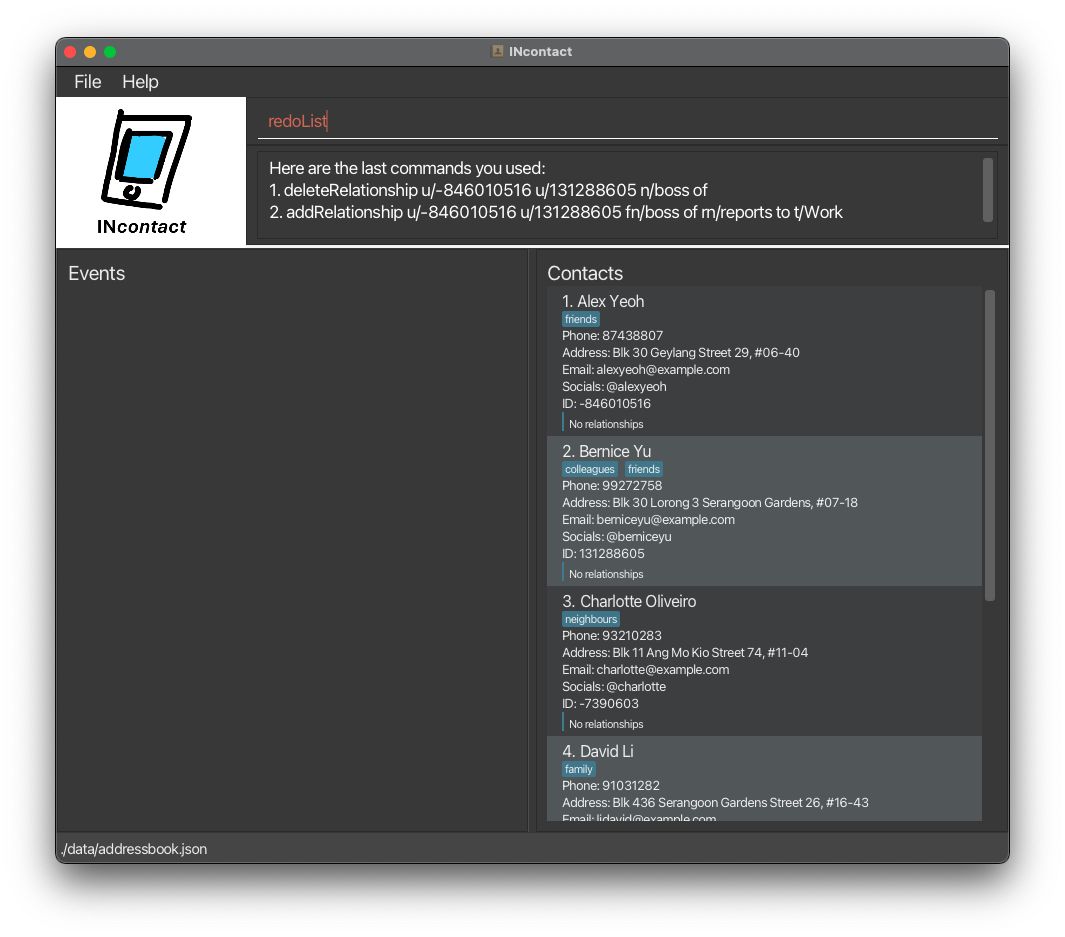 INcontact
File Help
INcontact
redoList
Here are the last commands you used:
1. deleteRelationship u/-846010516 u/131288605 n/boss of
2. addRelationship u/-846010516 u/131288605 fn/boss of rn/reports to t/Work
Events
Contacts
1. Alex Yeoh
friends
Phone: 87438807
Address: Blk 30 Geylang Street 29, #06-40
Email: alexyeoh@example.com
Socials: @alexyeoh
ID: -846010516
No relationships
2. Bernice Yu
colleagues friends
Phone: 99272758
Address: Blk 30 Lorong 3 Serangoon Gardens, #07-18
Email: berniceyu@example.com
Socials: @berniceyu
ID: 131288605
No relationships
3. Charlotte Oliveiro
neighbours
Phone: 93210283
Address: Blk 11 Ang Mo Kio Street 74, #11-04
Email: charlotte@example.com
Socials: @charlotte
ID: -7390603
No relationships
4. David Li
family
Phone: 91031282
Address: Blk 436 Serangoon Gardens Street 26, #16-43
Email: lidavid@example.com
./data/addressbook.json